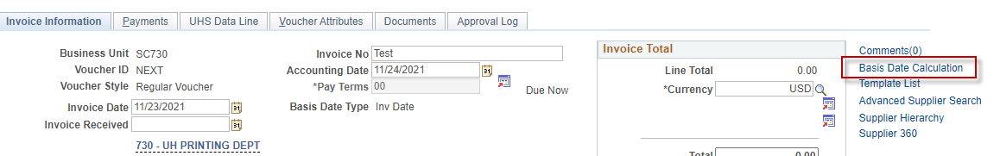 Invoice Information Payments UHS Data Line Voucher Attributes Documents Approval Log
Business Unit SC730
Voucher ID NEXT
Voucher Style Regular Voucher
Invoice Date 11/23/2021 31
Invoice Received 31
730 - UH PRINTING DEPT
Invoice No Test
Accounting Date 11/24/2021 31
*Pay Terms 00 Due Now
Basis Date Type Inv Date
Invoice Total
Line Total 0.00
*Currency USD
Total 0.00
Comments(0)
Basis Date Calculation
Template List
Advanced Supplier Search
Supplier Hierarchy
Supplier 360